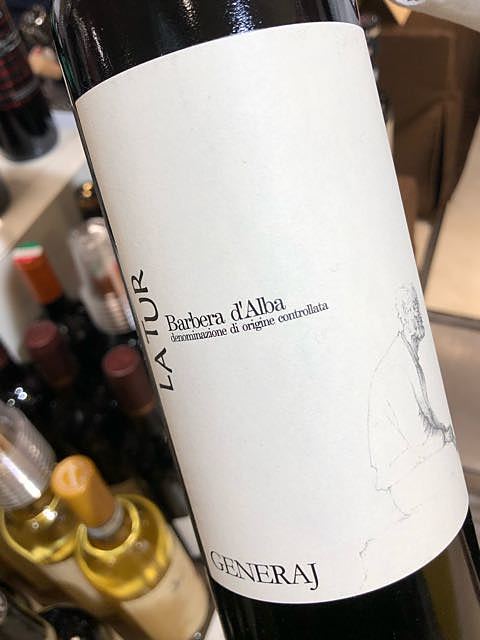 LA TUR
Barbera d'Alba
denominazione di origine controllata
GENERAJ